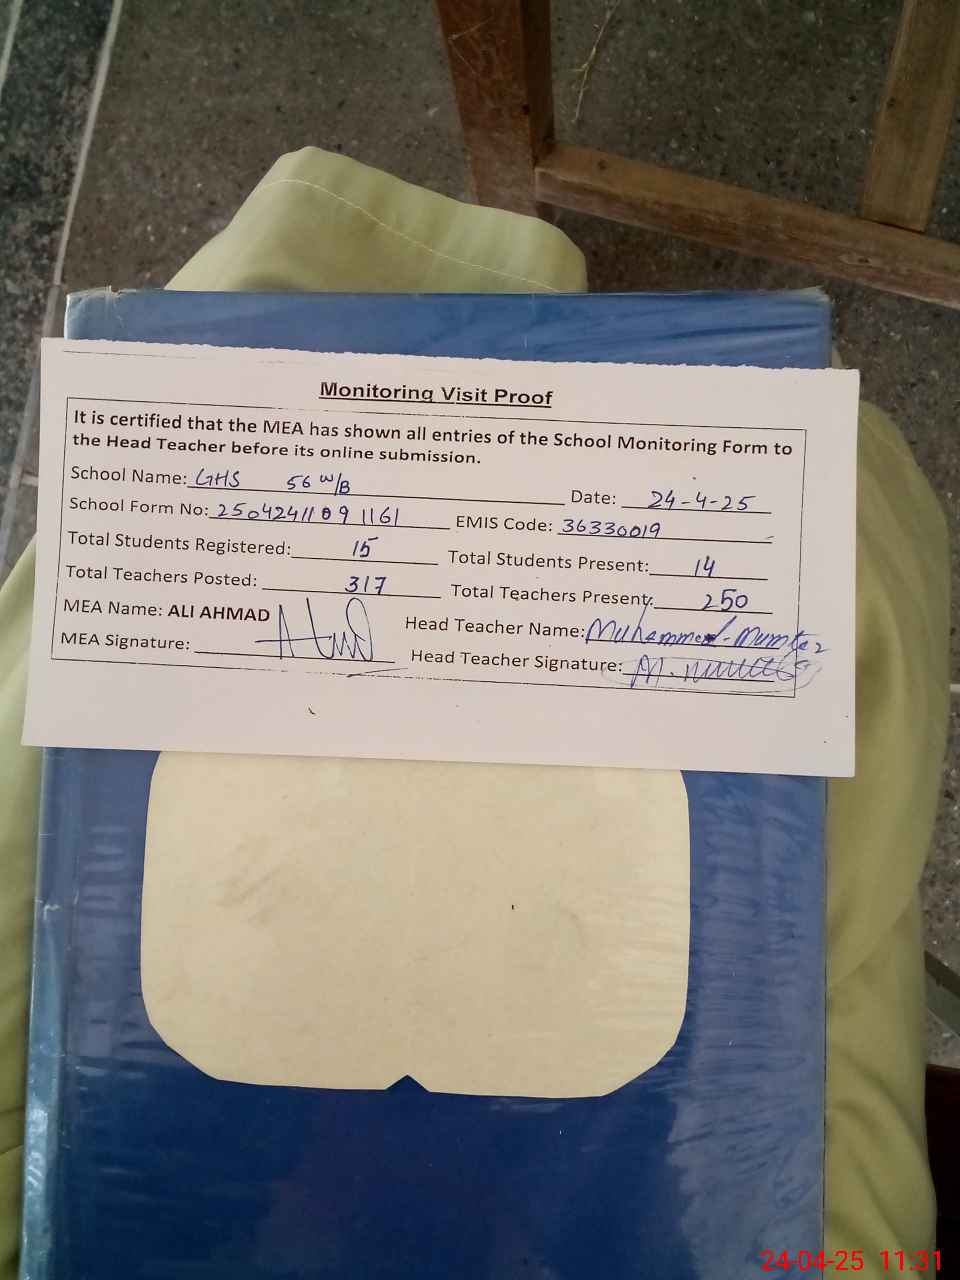 Monitoring Visit Proof
It is certified that the MEA has shown all entries of the School Monitoring Form to
the Head Teacher before its online submission.
School Name: GHS 56 W/B Date: 24-4-25
School Form No: 2504241109 1161 EMIS Code: 36330019
Total Students Registered: 15 Total Students Present: 14
Total Teachers Posted: 317 Total Teachers Present: 250
MEA Name: ALI AHMAD Head Teacher Name: Muhammad-Mumtaz
MEA Signature: Head Teacher Signature:
24-04-25 11:31